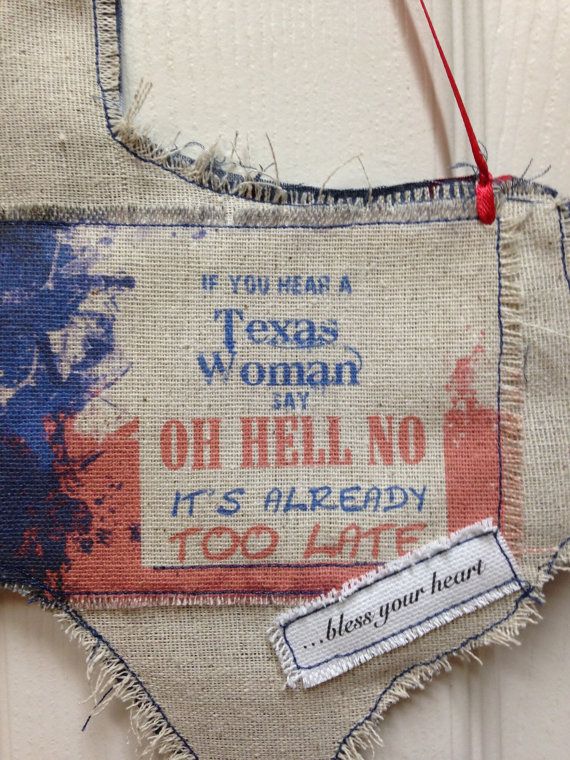 IF YOU HEAR A
Texas
Woman
SAY
OH HELL NO
IT'S ALREADY
TOO LATE
...bless your heart